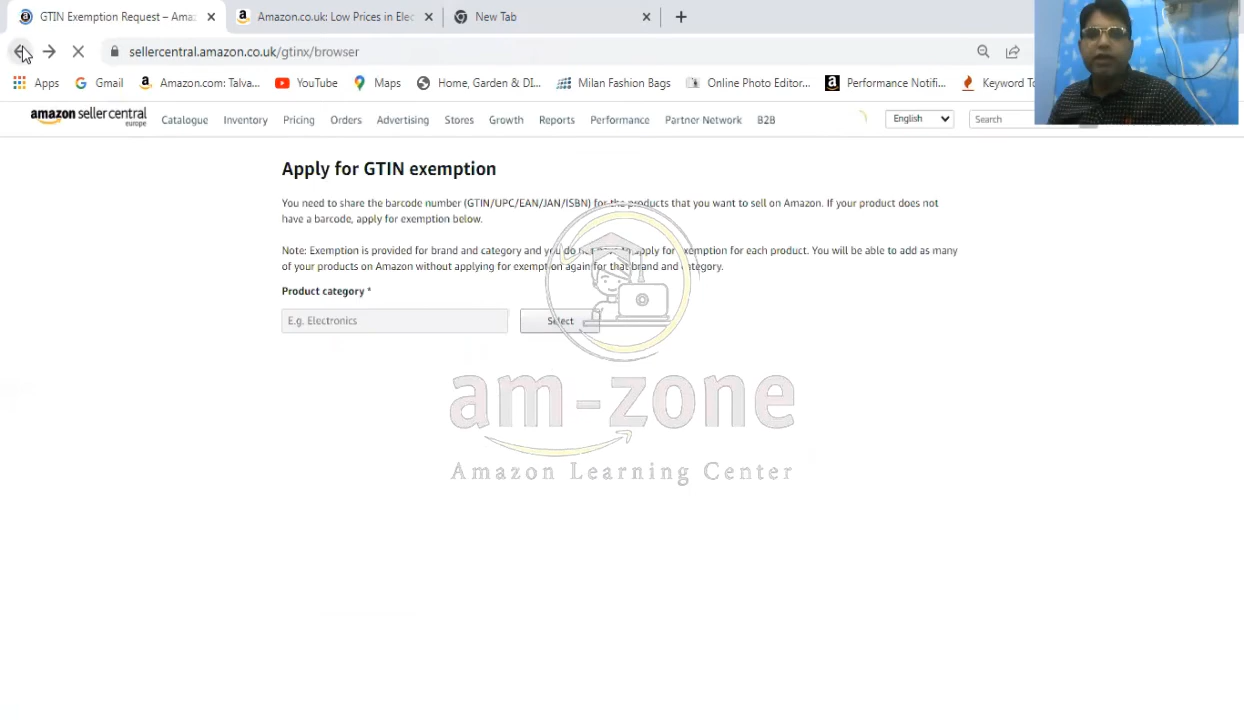 GTIN Exemption Request – Ama:
Amazon.co.uk: Low Prices in Elec
New Tab
sellercentral.amazon.co.uk/gtinx/browser
Apps
Gmail
Amazon.com: Talva...
YouTube
Maps
Home, Garden & DI...
Milan Fashion Bags
Online Photo Editor...
Performance Notifi...
Keyword To
amazon seller central
europe
Catalogue Inventory Pricing Orders Advertising Stores Growth Reports Performance Partner Network B2B
English
Search
Apply for GTIN exemption
You need to share the barcode number (GTIN/UPC/EAN/JAN/ISBN) for the products that you want to sell on Amazon. If your product does not
have a barcode, apply for exemption below.
Note: Exemption is provided for brand and category and you do not have to apply for exemption for each product. You will be able to add as many
of your products on Amazon without applying for exemption again for that brand and category.
Product category *
E.g. Electronics
Select
am-zone
Amazon Learning Center